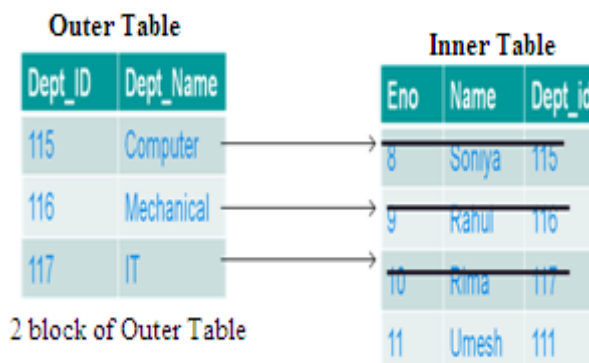 Outer Table
Dept_ID Dept_Name
115 Computer
116 Mechanical
117 IT
2 block of Outer Table
Inner Table
Eno Name Dept_id
8 Soniya 115
9 Rahul 116
10 Rima 117
11 Umesh 111